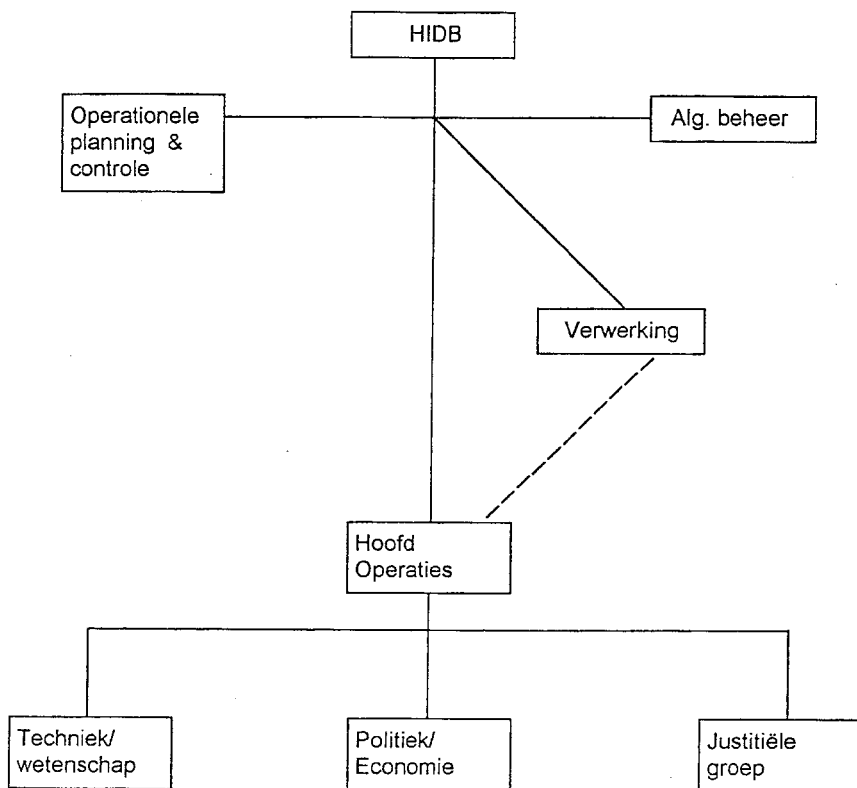 HIDB
Operationele
planning &
controle
Alg. beheer
Verwerking
Hoofd
Operaties
Techniek/
wetenschap
Politiek/
Economie
Justitiële
groep